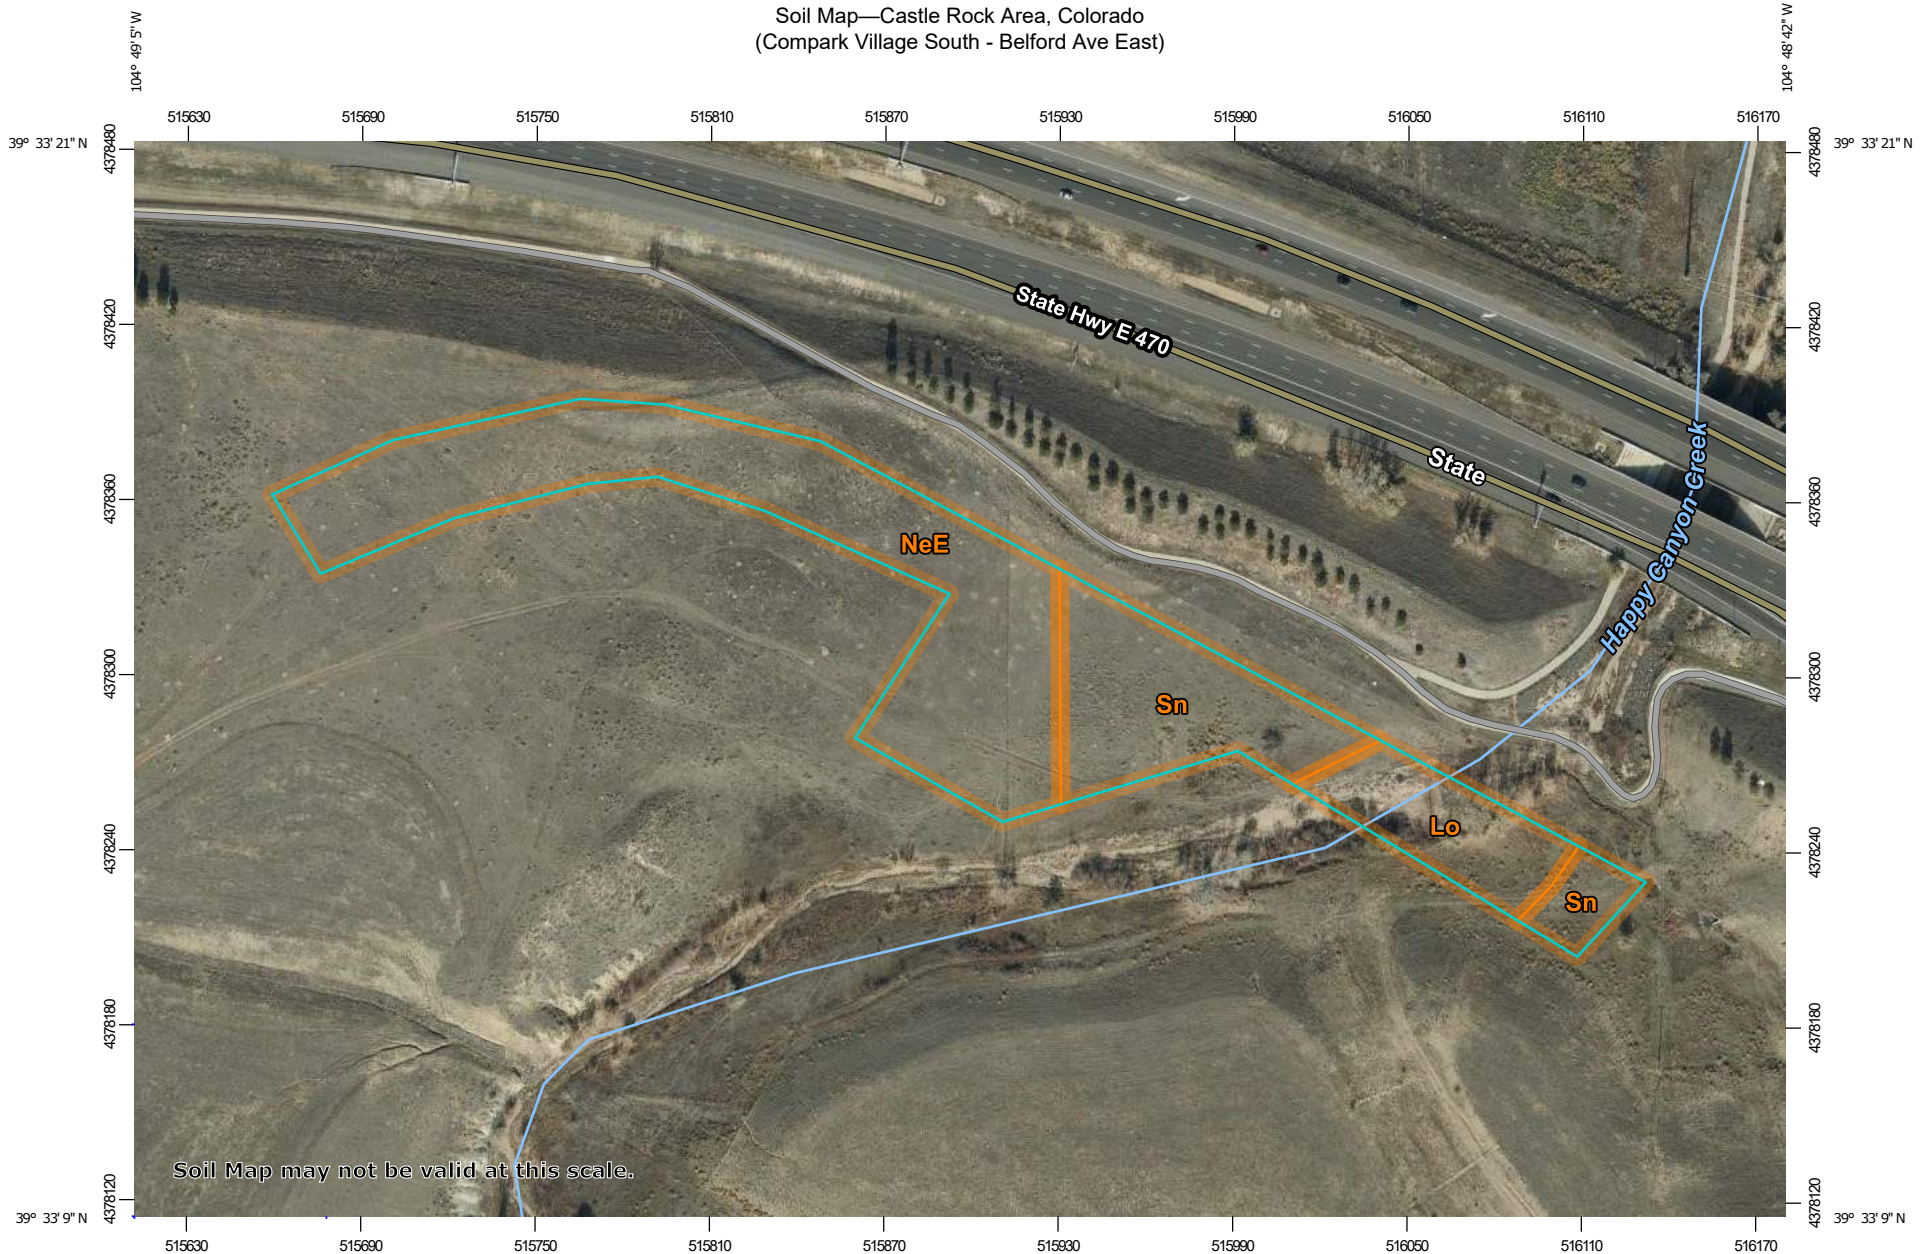 Soil Map—Castle Rock Area, Colorado
(Compark Village South - Belford Ave East)
104° 49' 5" W
104° 48' 42" W
515630 515690 515750 515810 515870 515930 515990 516050 516110 516170
39° 33' 21" N
39° 33' 21" N
4378480
4378480
4378420
4378420
4378360
4378360
4378300
4378300
4378240
4378240
4378180
4378180
4378120
4378120
State Hwy E 470
State
Happy Canyon Creek
NeE
Sn
Lo
Sn
Soil Map may not be valid at this scale.
39° 33' 9" N
39° 33' 9" N
515630 515690 515750 515810 515870 515930 515990 516050 516110 516170